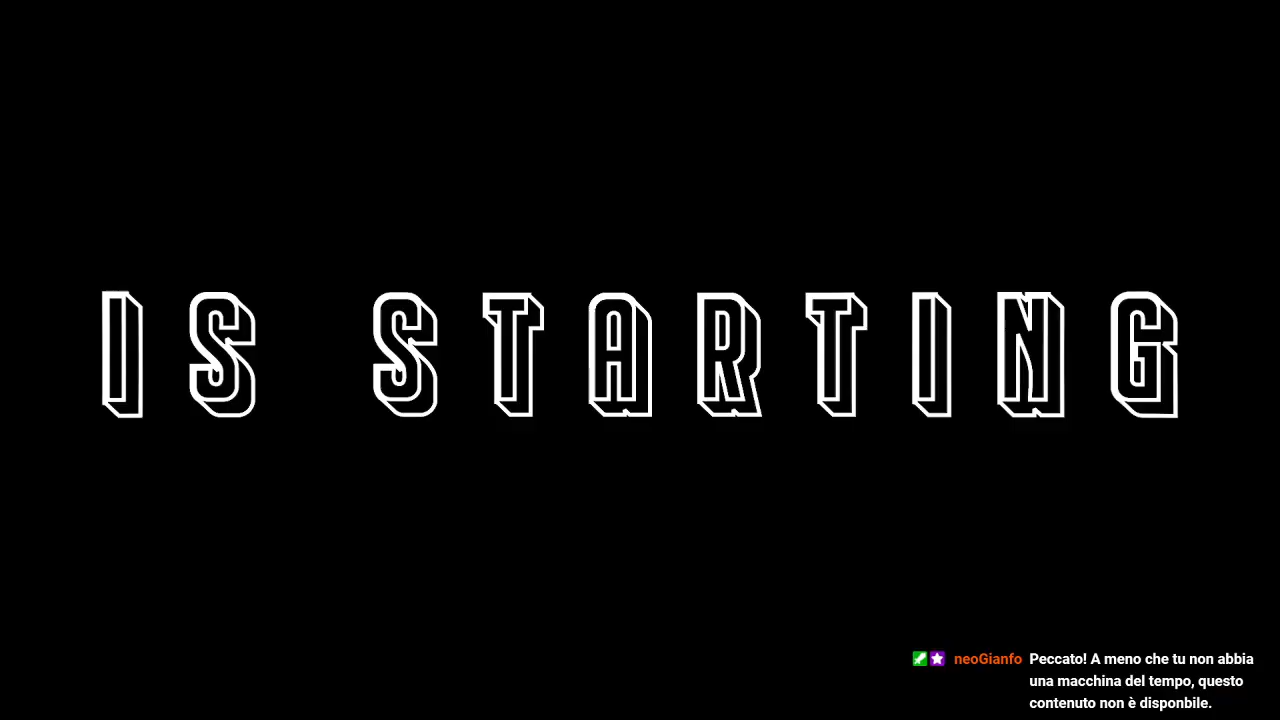 IS STARTING
neoGianfo Peccato! A meno che tu non abbia
una macchina del tempo, questo
contenuto non è disponbile.